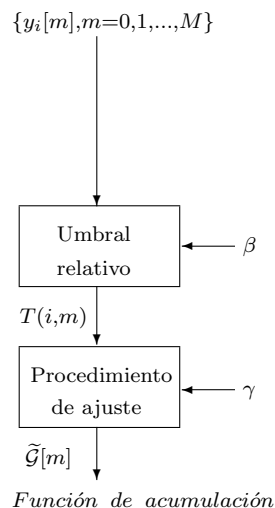 {y_i[m],m=0,1,...,M}
Umbral
relativo
β
T(i,m)
Procedimiento
de ajuste
γ
𝒢̃[m]
Función de acumulación